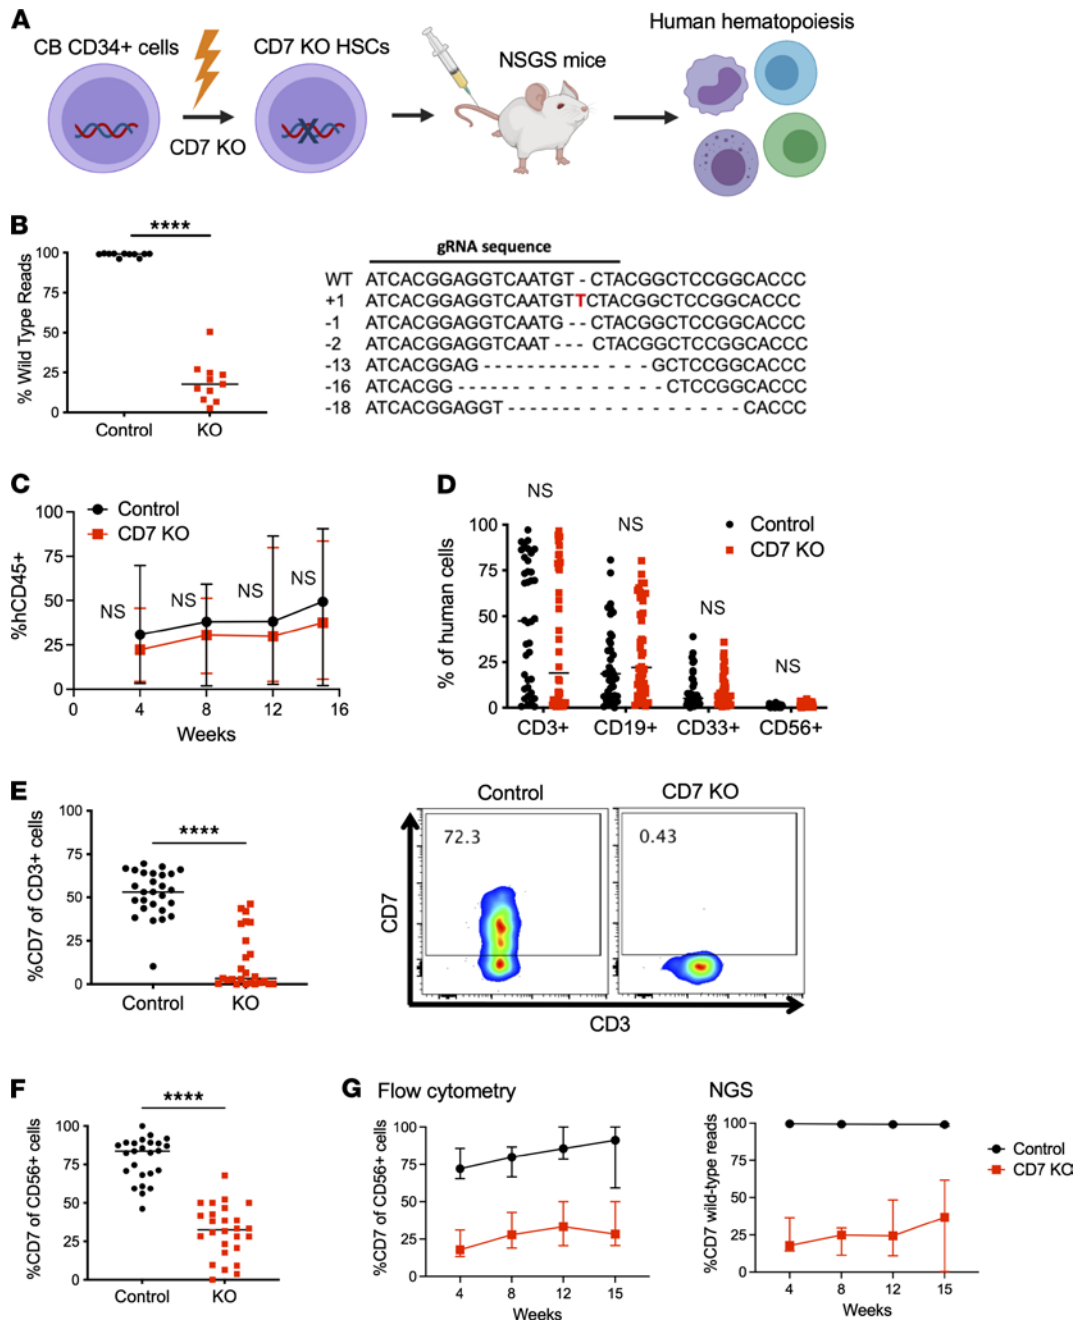 A
CB CD34+ cells
CD7 KO HSCs
NSGS mice
Human hematopoiesis
CD7 KO
B
****
% Wild Type Reads
100
75
50
25
0
Control
KO
gRNA sequence
WT ATCACGGAGGTCAATGT-CTACGGCTCCGGCACCC
+1 ATCACGGAGGTCAATGTTCTACGGCTCCGGCACCC
-1 ATCACGGAGGTCAATG--CTACGGCTCCGGCACCC
-2 ATCACGGAGGTCAAT---CTACGGCTCCGGCACCC
-13 ATCACGGAG--------------GCTCCGGCACCC
-16 ATCACGG-----------------CTCCGGCACCC
-18 ATCACGGAGGT-------------------CACCC
C
Control
CD7 KO
%hCD45+
100
75
50
25
0
NS
NS
NS
NS
0
4
8
12
16
Weeks
D
NS
NS
NS
NS
Control
CD7 KO
% of human cells
100
75
50
25
0
CD3+
CD19+
CD33+
CD56+
E
****
%CD7 of CD3+ cells
100
75
50
25
0
Control
KO
Control
CD7 KO
72.3
0.43
CD7
CD3
F
****
%CD7 of CD56+ cells
100
75
50
25
0
Control
KO
G
Flow cytometry
%CD7 of CD56+ cells
100
75
50
25
0
4
8
12
15
Weeks
NGS
%CD7 wild-type reads
100
75
50
25
0
4
8
12
15
Weeks
Control
CD7 KO